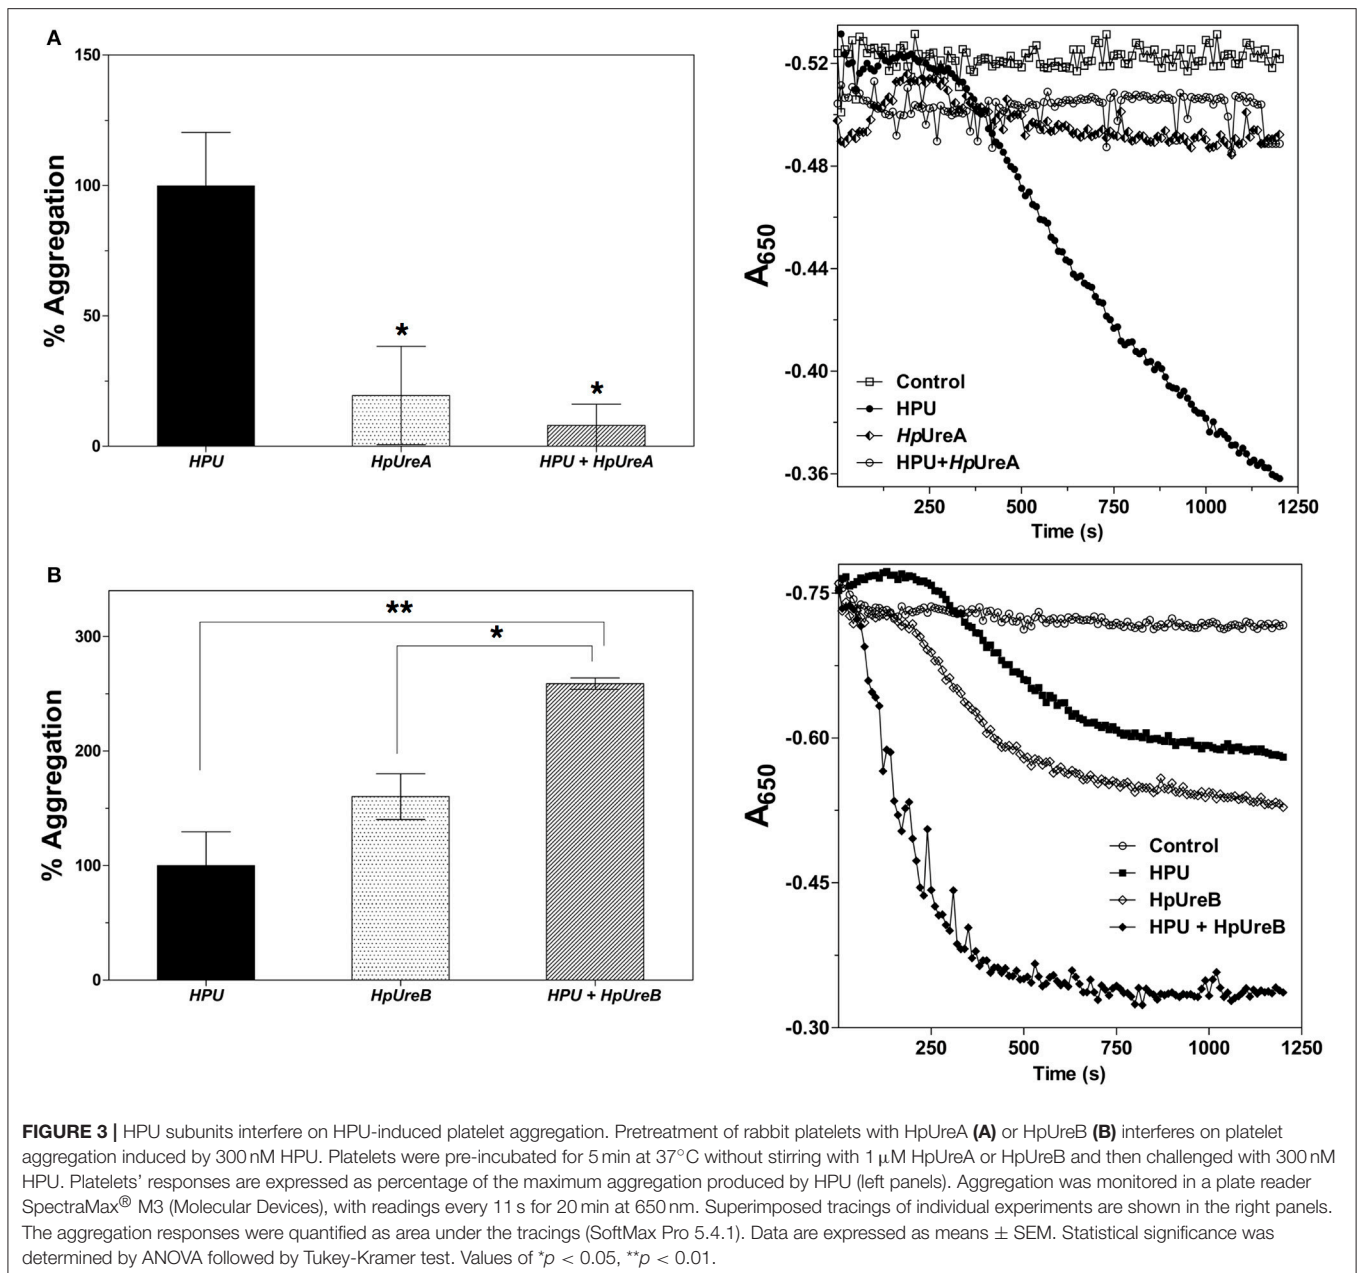 A
150
100
50
0
% Aggregation
*
*
HPU
HpUreA
HPU + HpUreA
-0.52
-0.48
-0.44
-0.40
-0.36
A650
Control
HPU
HpUreA
HPU+HpUreA
250
500
750
1000
1250
Time (s)
B
300
200
100
0
% Aggregation
**
*
HPU
HpUreB
HPU + HpUreB
-0.75
-0.60
-0.45
-0.30
A650
Control
HPU
HpUreB
HPU + HpUreB
250
500
750
1000
1250
Time (s)
FIGURE 3 | HPU subunits interfere on HPU-induced platelet aggregation. Pretreatment of rabbit platelets with HpUreA (A) or HpUreB (B) interferes on platelet
aggregation induced by 300 nM HPU. Platelets were pre-incubated for 5 min at 37°C without stirring with 1 μM HpUreA or HpUreB and then challenged with 300 nM
HPU. Platelets' responses are expressed as percentage of the maximum aggregation produced by HPU (left panels). Aggregation was monitored in a plate reader
SpectraMax® M3 (Molecular Devices), with readings every 11 s for 20 min at 650 nm. Superimposed tracings of individual experiments are shown in the right panels.
The aggregation responses were quantified as area under the tracings (SoftMax Pro 5.4.1). Data are expressed as means ± SEM. Statistical significance was
determined by ANOVA followed by Tukey-Kramer test. Values of *p < 0.05, **p < 0.01.